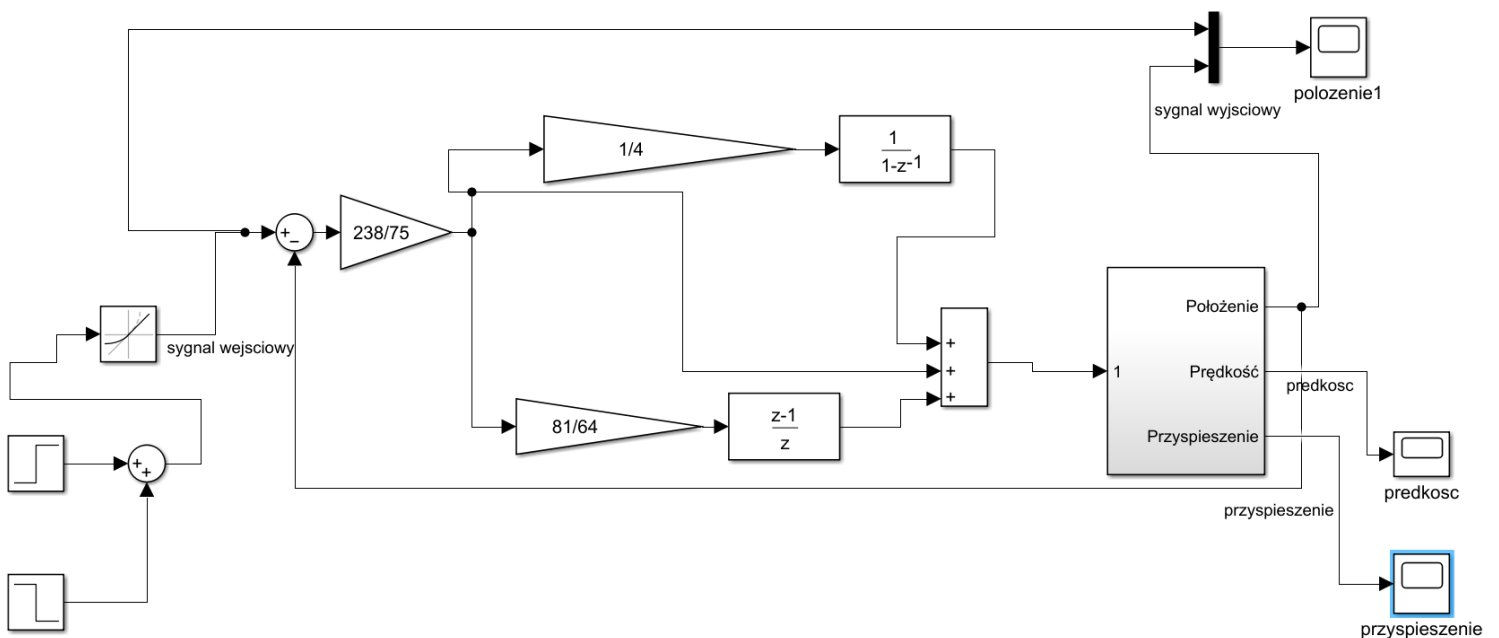 polozenie1
sygnal wyjsciowy
1/4
1
1-z-1
238/75
+
−
Położenie
sygnal wejsciowy
+
+
+
1
Prędkość
predkosc
81/64
z-1
z
Przyspieszenie
+
+
predkosc
przyspieszenie
przyspieszenie